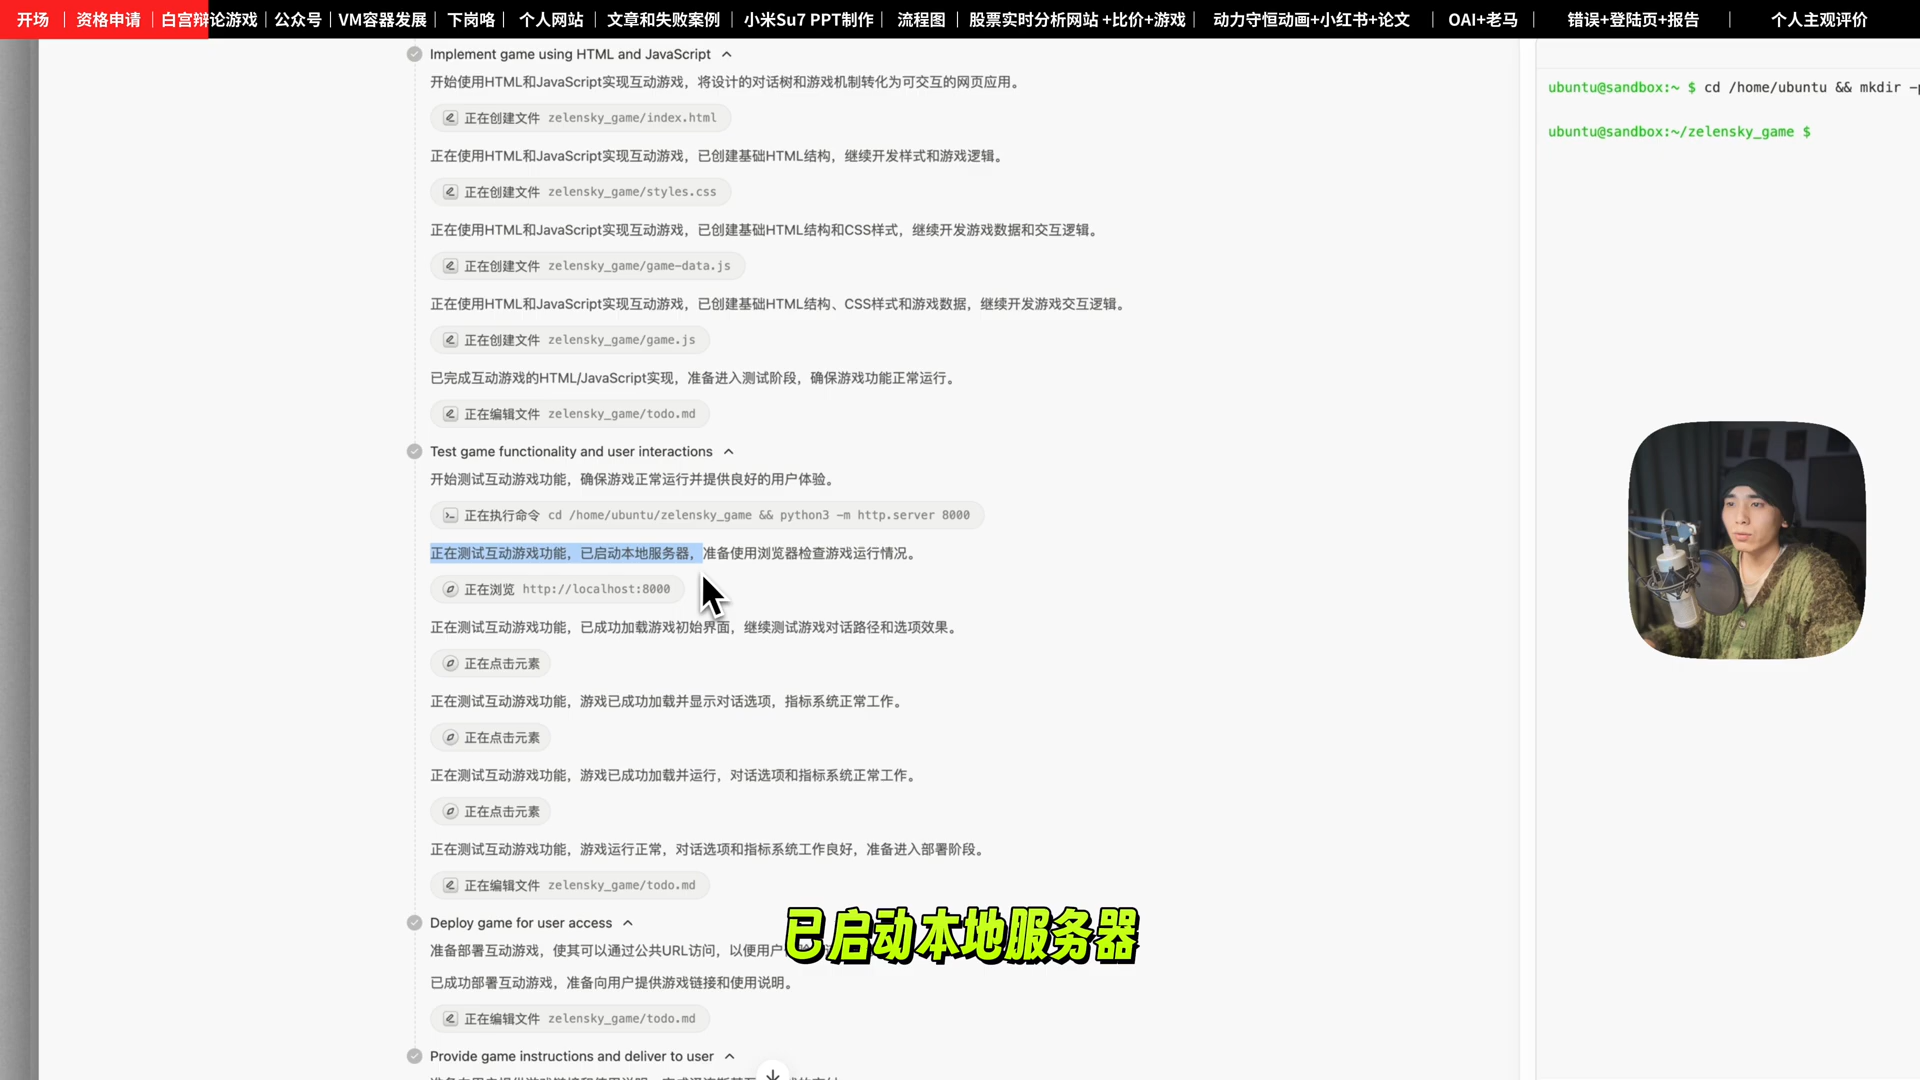 开场 | 资格申请 | 白宫辩论游戏 | 公众号 | VM容器发展 | 下岗咯 | 个人网站 | 文章和失败案例 | 小米Su7 PPT制作 | 流程图 | 股票实时分析网站 +比价+游戏 | 动力守恒动画+小红书+论文 | OAI+老马 | 错误+登陆页+报告 | 个人主观评价
Implement game using HTML and JavaScript
开始使用HTML和JavaScript实现互动游戏，将设计的对话树和游戏机制转化为可交互的网页应用。
正在创建文件 zelensky_game/index.html
正在使用HTML和JavaScript实现互动游戏，已创建基础HTML结构，继续开发样式和游戏逻辑。
正在创建文件 zelensky_game/styles.css
正在使用HTML和JavaScript实现互动游戏，已创建基础HTML结构和CSS样式，继续开发游戏数据和交互逻辑。
正在创建文件 zelensky_game/game-data.js
正在使用HTML和JavaScript实现互动游戏，已创建基础HTML结构、CSS样式和游戏数据，继续开发游戏交互逻辑。
正在创建文件 zelensky_game/game.js
已完成互动游戏的HTML/JavaScript实现，准备进入测试阶段，确保游戏功能正常运行。
正在编辑文件 zelensky_game/todo.md
Test game functionality and user interactions
开始测试互动游戏功能，确保游戏正常运行并提供良好的用户体验。
正在执行命令 cd /home/ubuntu/zelensky_game && python3 -m http.server 8000
正在测试互动游戏功能，已启动本地服务器，准备使用浏览器检查游戏运行情况。
正在浏览 http://localhost:8000
正在测试互动游戏功能，已成功加载游戏初始界面，继续测试游戏对话路径和选项效果。
正在点击元素
正在测试互动游戏功能，游戏已成功加载并显示对话选项，指标系统正常工作。
正在点击元素
正在测试互动游戏功能，游戏已成功加载并运行，对话选项和指标系统正常工作。
正在点击元素
正在测试互动游戏功能，游戏运行正常，对话选项和指标系统工作良好，准备进入部署阶段。
正在编辑文件 zelensky_game/todo.md
Deploy game for user access
准备部署互动游戏，使其可以通过公共URL访问，以便用户
已成功部署互动游戏，准备向用户提供游戏链接和使用说明。
正在编辑文件 zelensky_game/todo.md
Provide game instructions and deliver to user
ubuntu@sandbox:~ $ cd /home/ubuntu && mkdir -p
ubuntu@sandbox:~/zelensky_game $
已启动本地服务器